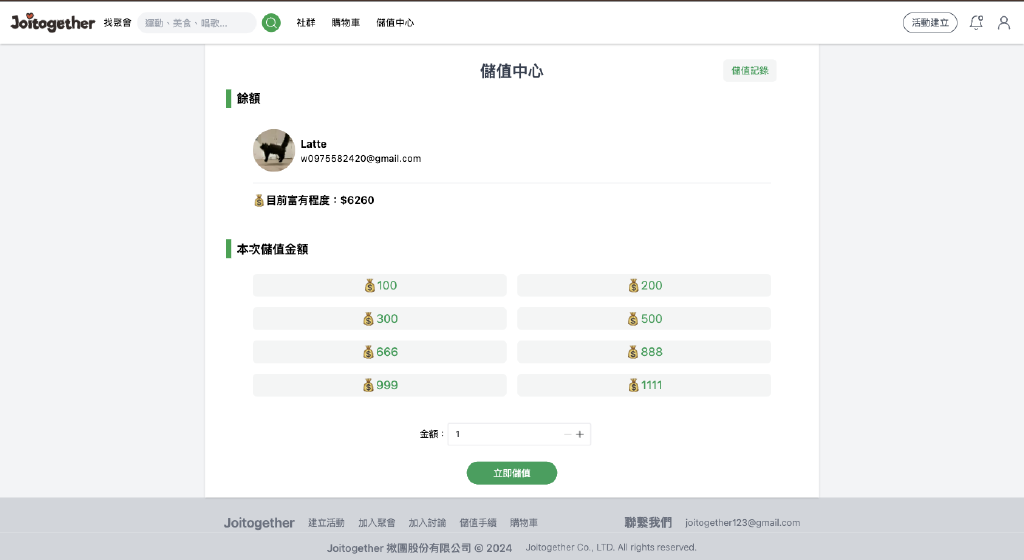 Joitogether 找聚會 運動、美食、唱歌... 社群 購物車 儲值中心 活動建立
儲值中心 儲值記錄
餘額
Latte
w0975582420@gmail.com
目前富有程度：$6260
本次儲值金額
100 200
300 500
666 888
999 1111
金額： 1
立即儲值
Joitogether 建立活動 加入聚會 加入討論 儲值手續 購物車 聯繫我們 joitogether123@gmail.com
Joitogether 揪團股份有限公司 © 2024 Joitogether Co., LTD. All rights reserved.